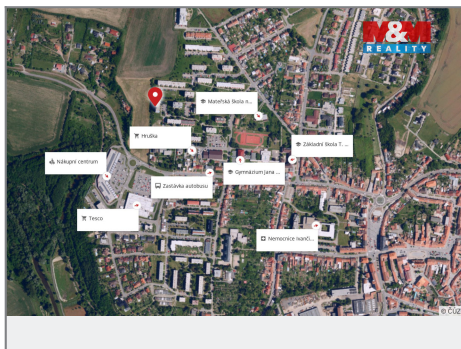 M&M
REALITY
Mateřská škola n...
Hruška
Základní škola T. ...
Nákupní centrum
Gymnázium Jana ...
Zastávka autobusu
Tesco
Nemocnice Ivanči...
© ČÚZ